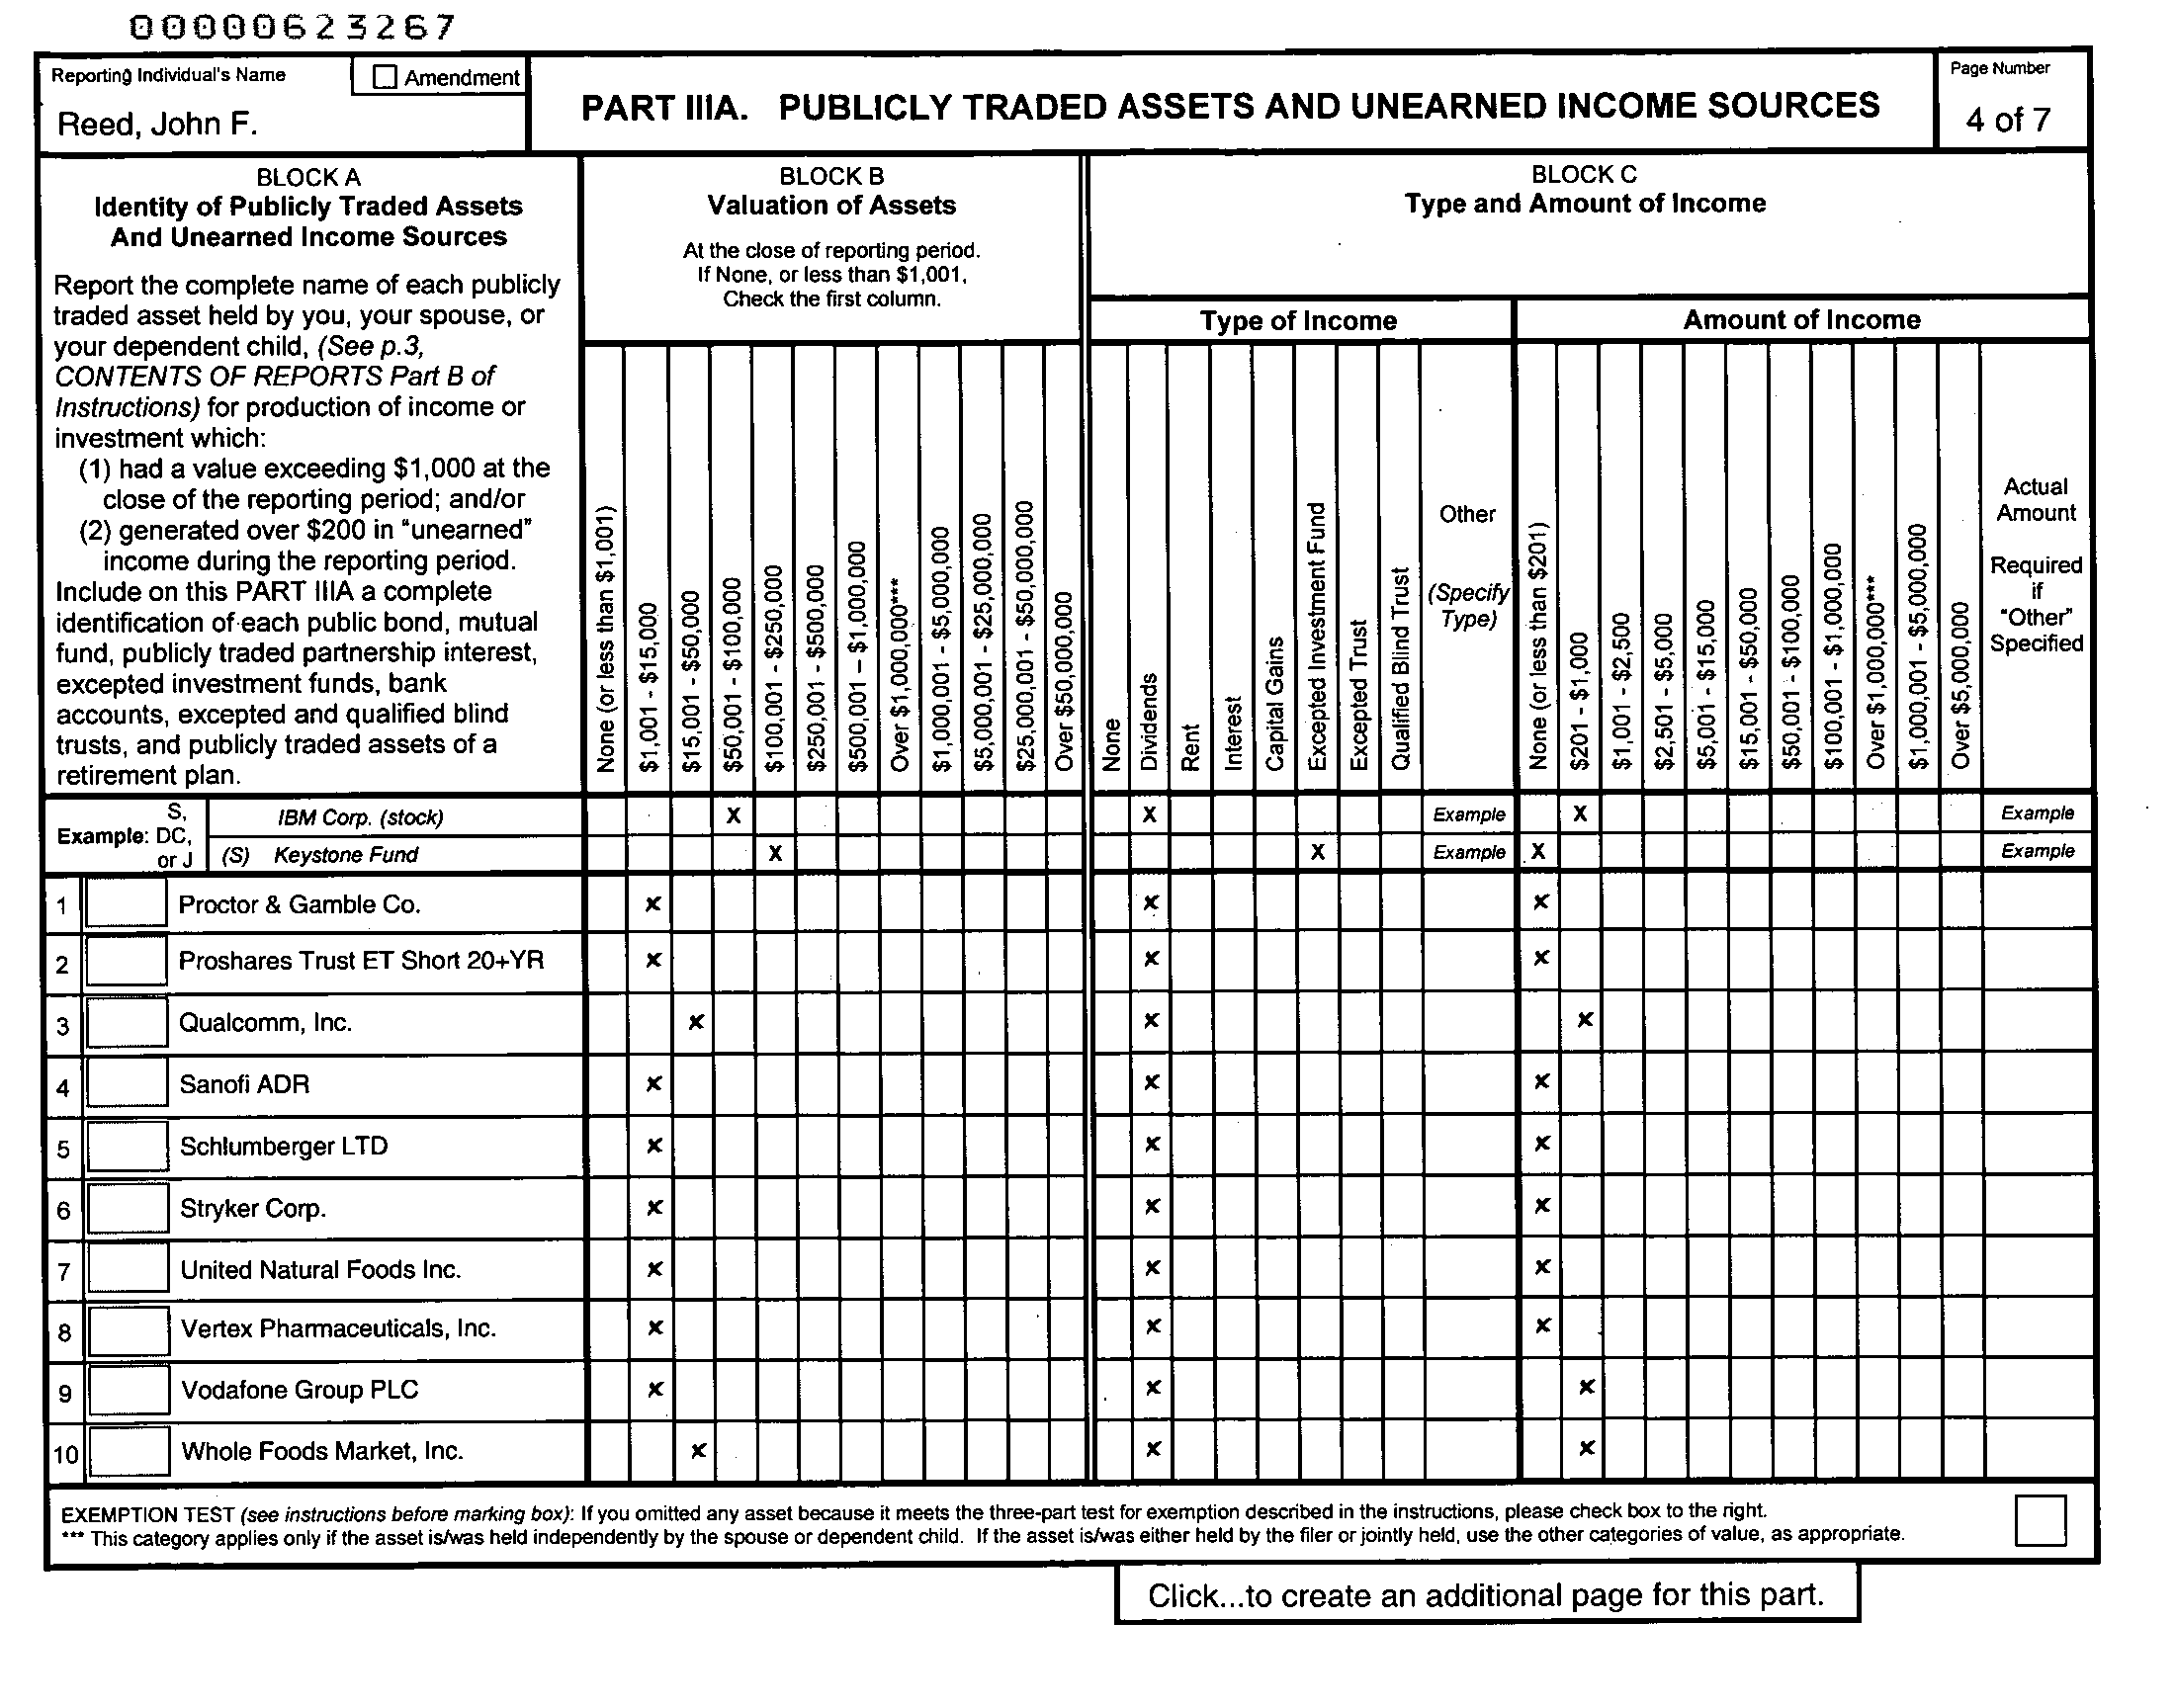 00000623267
Reporting Individual's Name
☐ Amendment
Reed, John F.
PART IIIA. PUBLICLY TRADED ASSETS AND UNEARNED INCOME SOURCES
Page Number
4 of 7
BLOCK A
Identity of Publicly Traded Assets
And Unearned Income Sources
Report the complete name of each publicly
traded asset held by you, your spouse, or
your dependent child, (See p.3,
CONTENTS OF REPORTS Part B of
Instructions) for production of income or
investment which:
(1) had a value exceeding $1,000 at the
close of the reporting period; and/or
(2) generated over $200 in "unearned"
income during the reporting period.
Include on this PART IIIA a complete
identification of each public bond, mutual
fund, publicly traded partnership interest,
excepted investment funds, bank
accounts, excepted and qualified blind
trusts, and publicly traded assets of a
retirement plan.
BLOCK B
Valuation of Assets
At the close of reporting period.
If None, or less than $1,001,
Check the first column.
None (or less than $1,001)
$1,001 - $15,000
$15,001 - $50,000
$50,001 - $100,000
$100,001 - $250,000
$250,001 - $500,000
$500,001 – $1,000,000
Over $1,000,000***
$1,000,001 - $5,000,000
$5,000,001 - $25,000,000
$25,000,001 - $50,000,000
Over $50,000,000
BLOCK C
Type and Amount of Income
Type of Income
None
Dividends
Rent
Interest
Capital Gains
Excepted Investment Fund
Excepted Trust
Qualified Blind Trust
Other
(Specify
Type)
Amount of Income
None (or less than $201)
$201 - $1,000
$1,001 - $2,500
$2,501 - $5,000
$5,001 - $15,000
$15,001 - $50,000
$50,001 - $100,000
$100,001 - $1,000,000
Over $1,000,000***
$1,000,001 - $5,000,000
Over $5,000,000
Actual
Amount
Required
if
"Other"
Specified
Example: S, DC, or J
IBM Corp. (stock) X X Example X Example
(S) Keystone Fund X X Example X Example
1 Proctor & Gamble Co. x x x
2 Proshares Trust ET Short 20+YR x x x
3 Qualcomm, Inc. x x x
4 Sanofi ADR x x x
5 Schlumberger LTD x x x
6 Stryker Corp. x x x
7 United Natural Foods Inc. x x x
8 Vertex Pharmaceuticals, Inc. x x x
9 Vodafone Group PLC x x x
10 Whole Foods Market, Inc. x x x
EXEMPTION TEST (see instructions before marking box): If you omitted any asset because it meets the three-part test for exemption described in the instructions, please check box to the right.
*** This category applies only if the asset is/was held independently by the spouse or dependent child. If the asset is/was either held by the filer or jointly held, use the other categories of value, as appropriate.
Click...to create an additional page for this part.